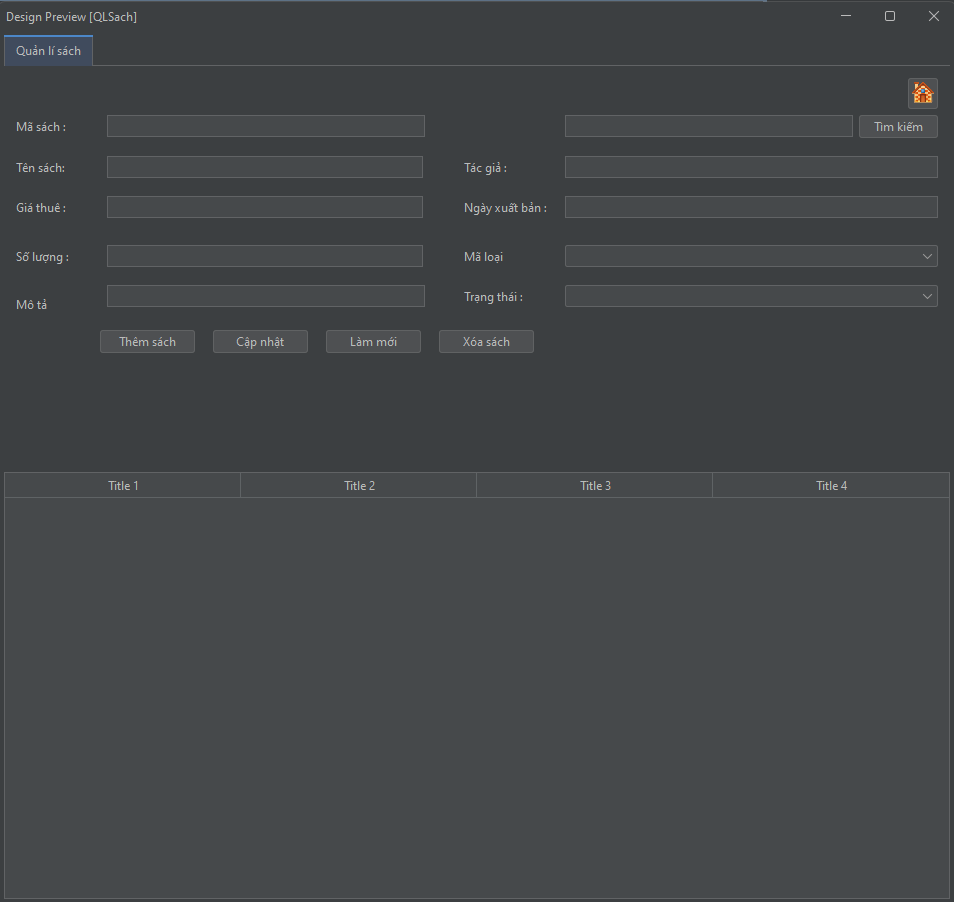 Design Preview [QLSach]
Quản lí sách
Mã sách :
Tìm kiếm
Tên sách:
Tác giả :
Giá thuê :
Ngày xuất bản :
Số lượng :
Mã loại
Mô tả
Trạng thái :
Thêm sách
Cập nhật
Làm mới
Xóa sách
Title 1
Title 2
Title 3
Title 4